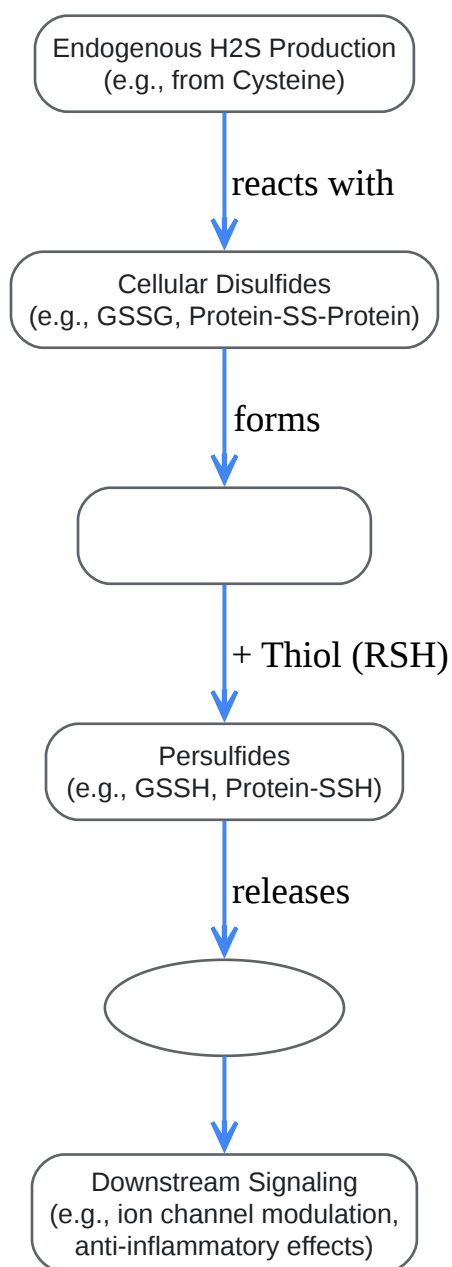 Endogenous H2S Production
(e.g., from Cysteine)
reacts with
Cellular Disulfides
(e.g., GSSG, Protein-SS-Protein)
forms
+ Thiol (RSH)
Persulfides
(e.g., GSSH, Protein-SSH)
releases
Downstream Signaling
(e.g., ion channel modulation,
anti-inflammatory effects)